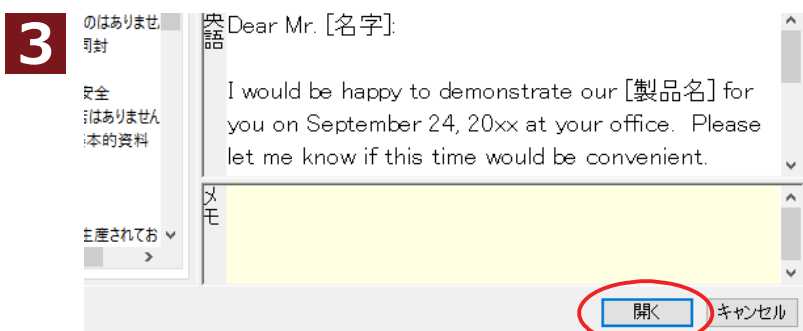 3
のはありませ
同封
安全
はありません
本的資料
生産されてお
英語
Dear Mr. [名字]:
I would be happy to demonstrate our [製品名] for
you on September 24, 20xx at your office.  Please
let me know if this time would be convenient.
メモ
開く
キャンセル